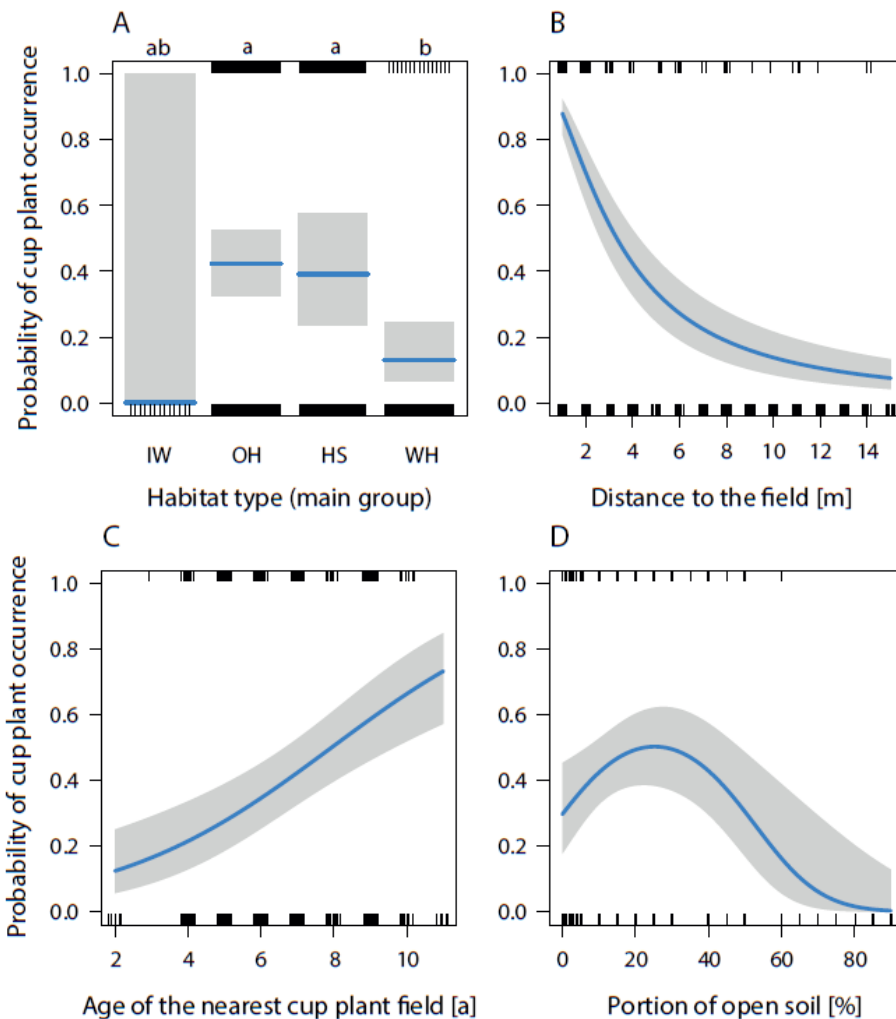 A
ab a a b
Probability of cup plant occurrence
1.0
0.8
0.6
0.4
0.2
0.0
IW OH HS WH
Habitat type (main group)
B
1.0
0.8
0.6
0.4
0.2
0.0
2 4 6 8 10 12 14
Distance to the field [m]
C
Probability of cup plant occurrence
1.0
0.8
0.6
0.4
0.2
0.0
2 4 6 8 10
Age of the nearest cup plant field [a]
D
1.0
0.8
0.6
0.4
0.2
0.0
0 20 40 60 80
Portion of open soil [%]